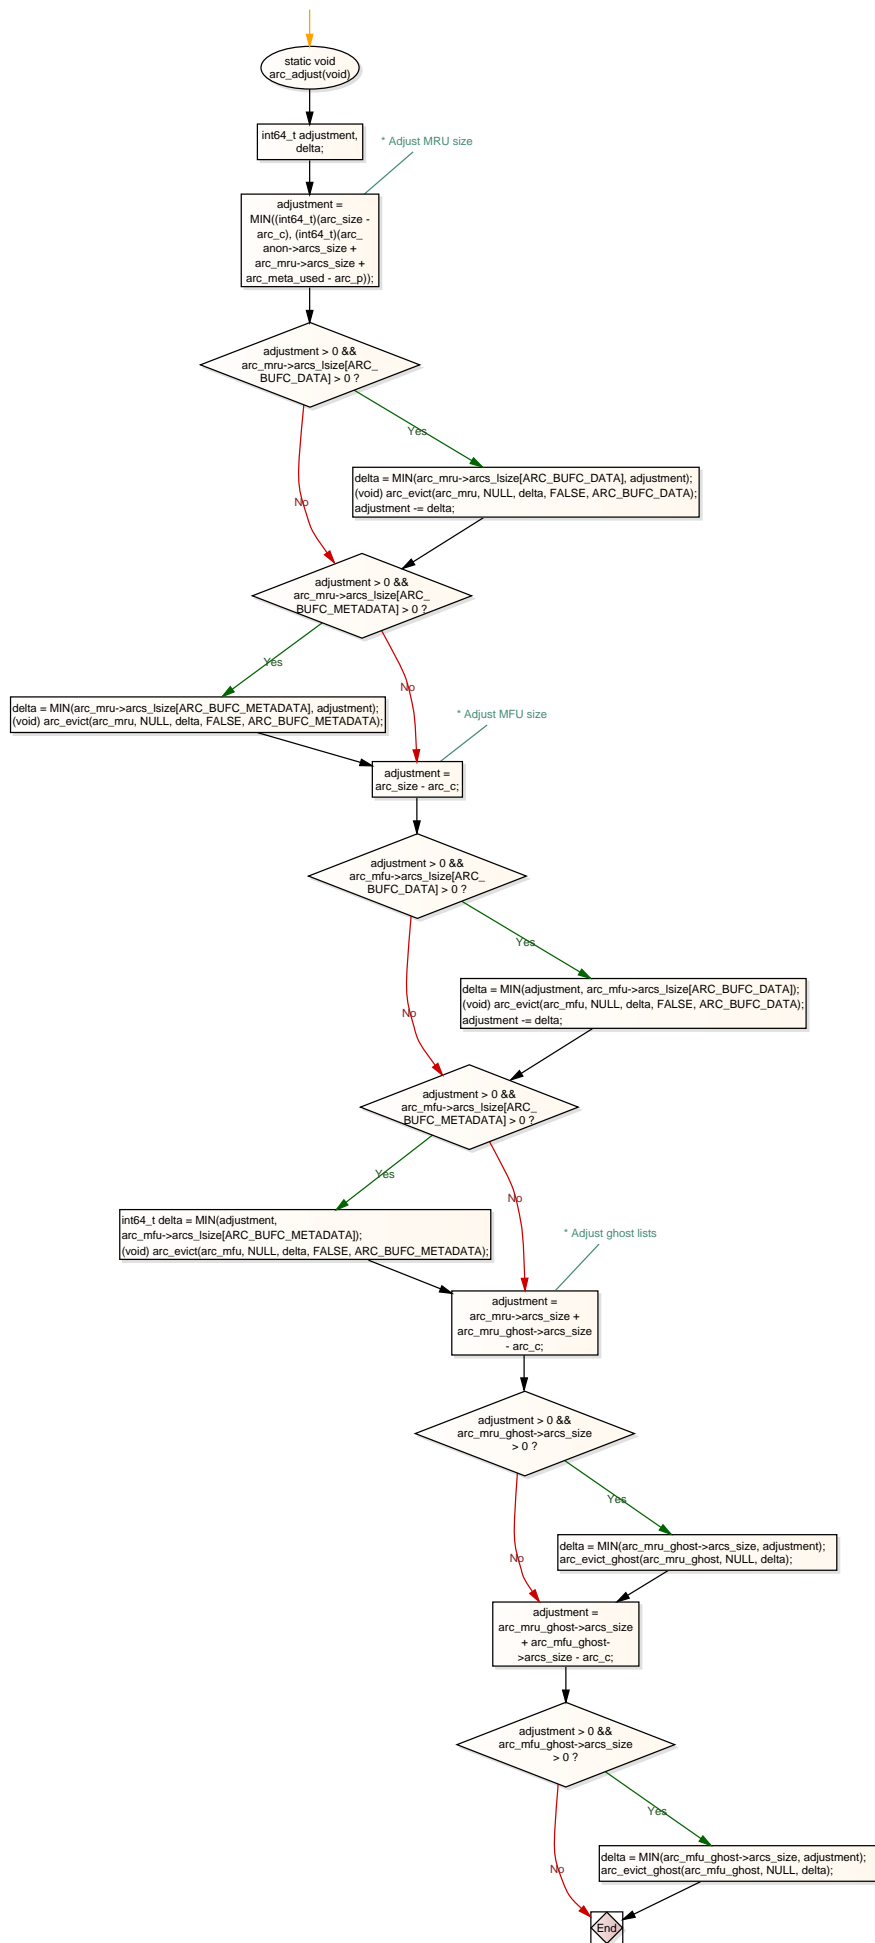 static void
arc_adjust(void)
int64_t adjustment,
delta;
* Adjust MRU size
adjustment =
MIN((int64_t)(arc_size -
arc_c), (int64_t)(arc_
anon->arcs_size +
arc_mru->arcs_size +
arc_meta_used - arc_p));
adjustment > 0 &&
arc_mru->arcs_lsize[ARC_
BUFC_DATA] > 0 ?
Yes
delta = MIN(arc_mru->arcs_lsize[ARC_BUFC_DATA], adjustment);
(void) arc_evict(arc_mru, NULL, delta, FALSE, ARC_BUFC_DATA);
adjustment -= delta;
No
adjustment > 0 &&
arc_mru->arcs_lsize[ARC_
BUFC_METADATA] > 0 ?
Yes
No
delta = MIN(arc_mru->arcs_lsize[ARC_BUFC_METADATA], adjustment);
(void) arc_evict(arc_mru, NULL, delta, FALSE, ARC_BUFC_METADATA);
* Adjust MFU size
adjustment =
arc_size - arc_c;
adjustment > 0 &&
arc_mfu->arcs_lsize[ARC_
BUFC_DATA] > 0 ?
Yes
delta = MIN(adjustment, arc_mfu->arcs_lsize[ARC_BUFC_DATA]);
(void) arc_evict(arc_mfu, NULL, delta, FALSE, ARC_BUFC_DATA);
adjustment -= delta;
No
adjustment > 0 &&
arc_mfu->arcs_lsize[ARC_
BUFC_METADATA] > 0 ?
Yes
No
int64_t delta = MIN(adjustment,
arc_mfu->arcs_lsize[ARC_BUFC_METADATA]);
(void) arc_evict(arc_mfu, NULL, delta, FALSE, ARC_BUFC_METADATA);
* Adjust ghost lists
adjustment =
arc_mru->arcs_size +
arc_mru_ghost->arcs_size
- arc_c;
adjustment > 0 &&
arc_mru_ghost->arcs_size
> 0 ?
Yes
delta = MIN(arc_mru_ghost->arcs_size, adjustment);
arc_evict_ghost(arc_mru_ghost, NULL, delta);
No
adjustment =
arc_mru_ghost->arcs_size
+ arc_mfu_ghost-
>arcs_size - arc_c;
adjustment > 0 &&
arc_mfu_ghost->arcs_size
> 0 ?
Yes
delta = MIN(arc_mfu_ghost->arcs_size, adjustment);
arc_evict_ghost(arc_mfu_ghost, NULL, delta);
No
End